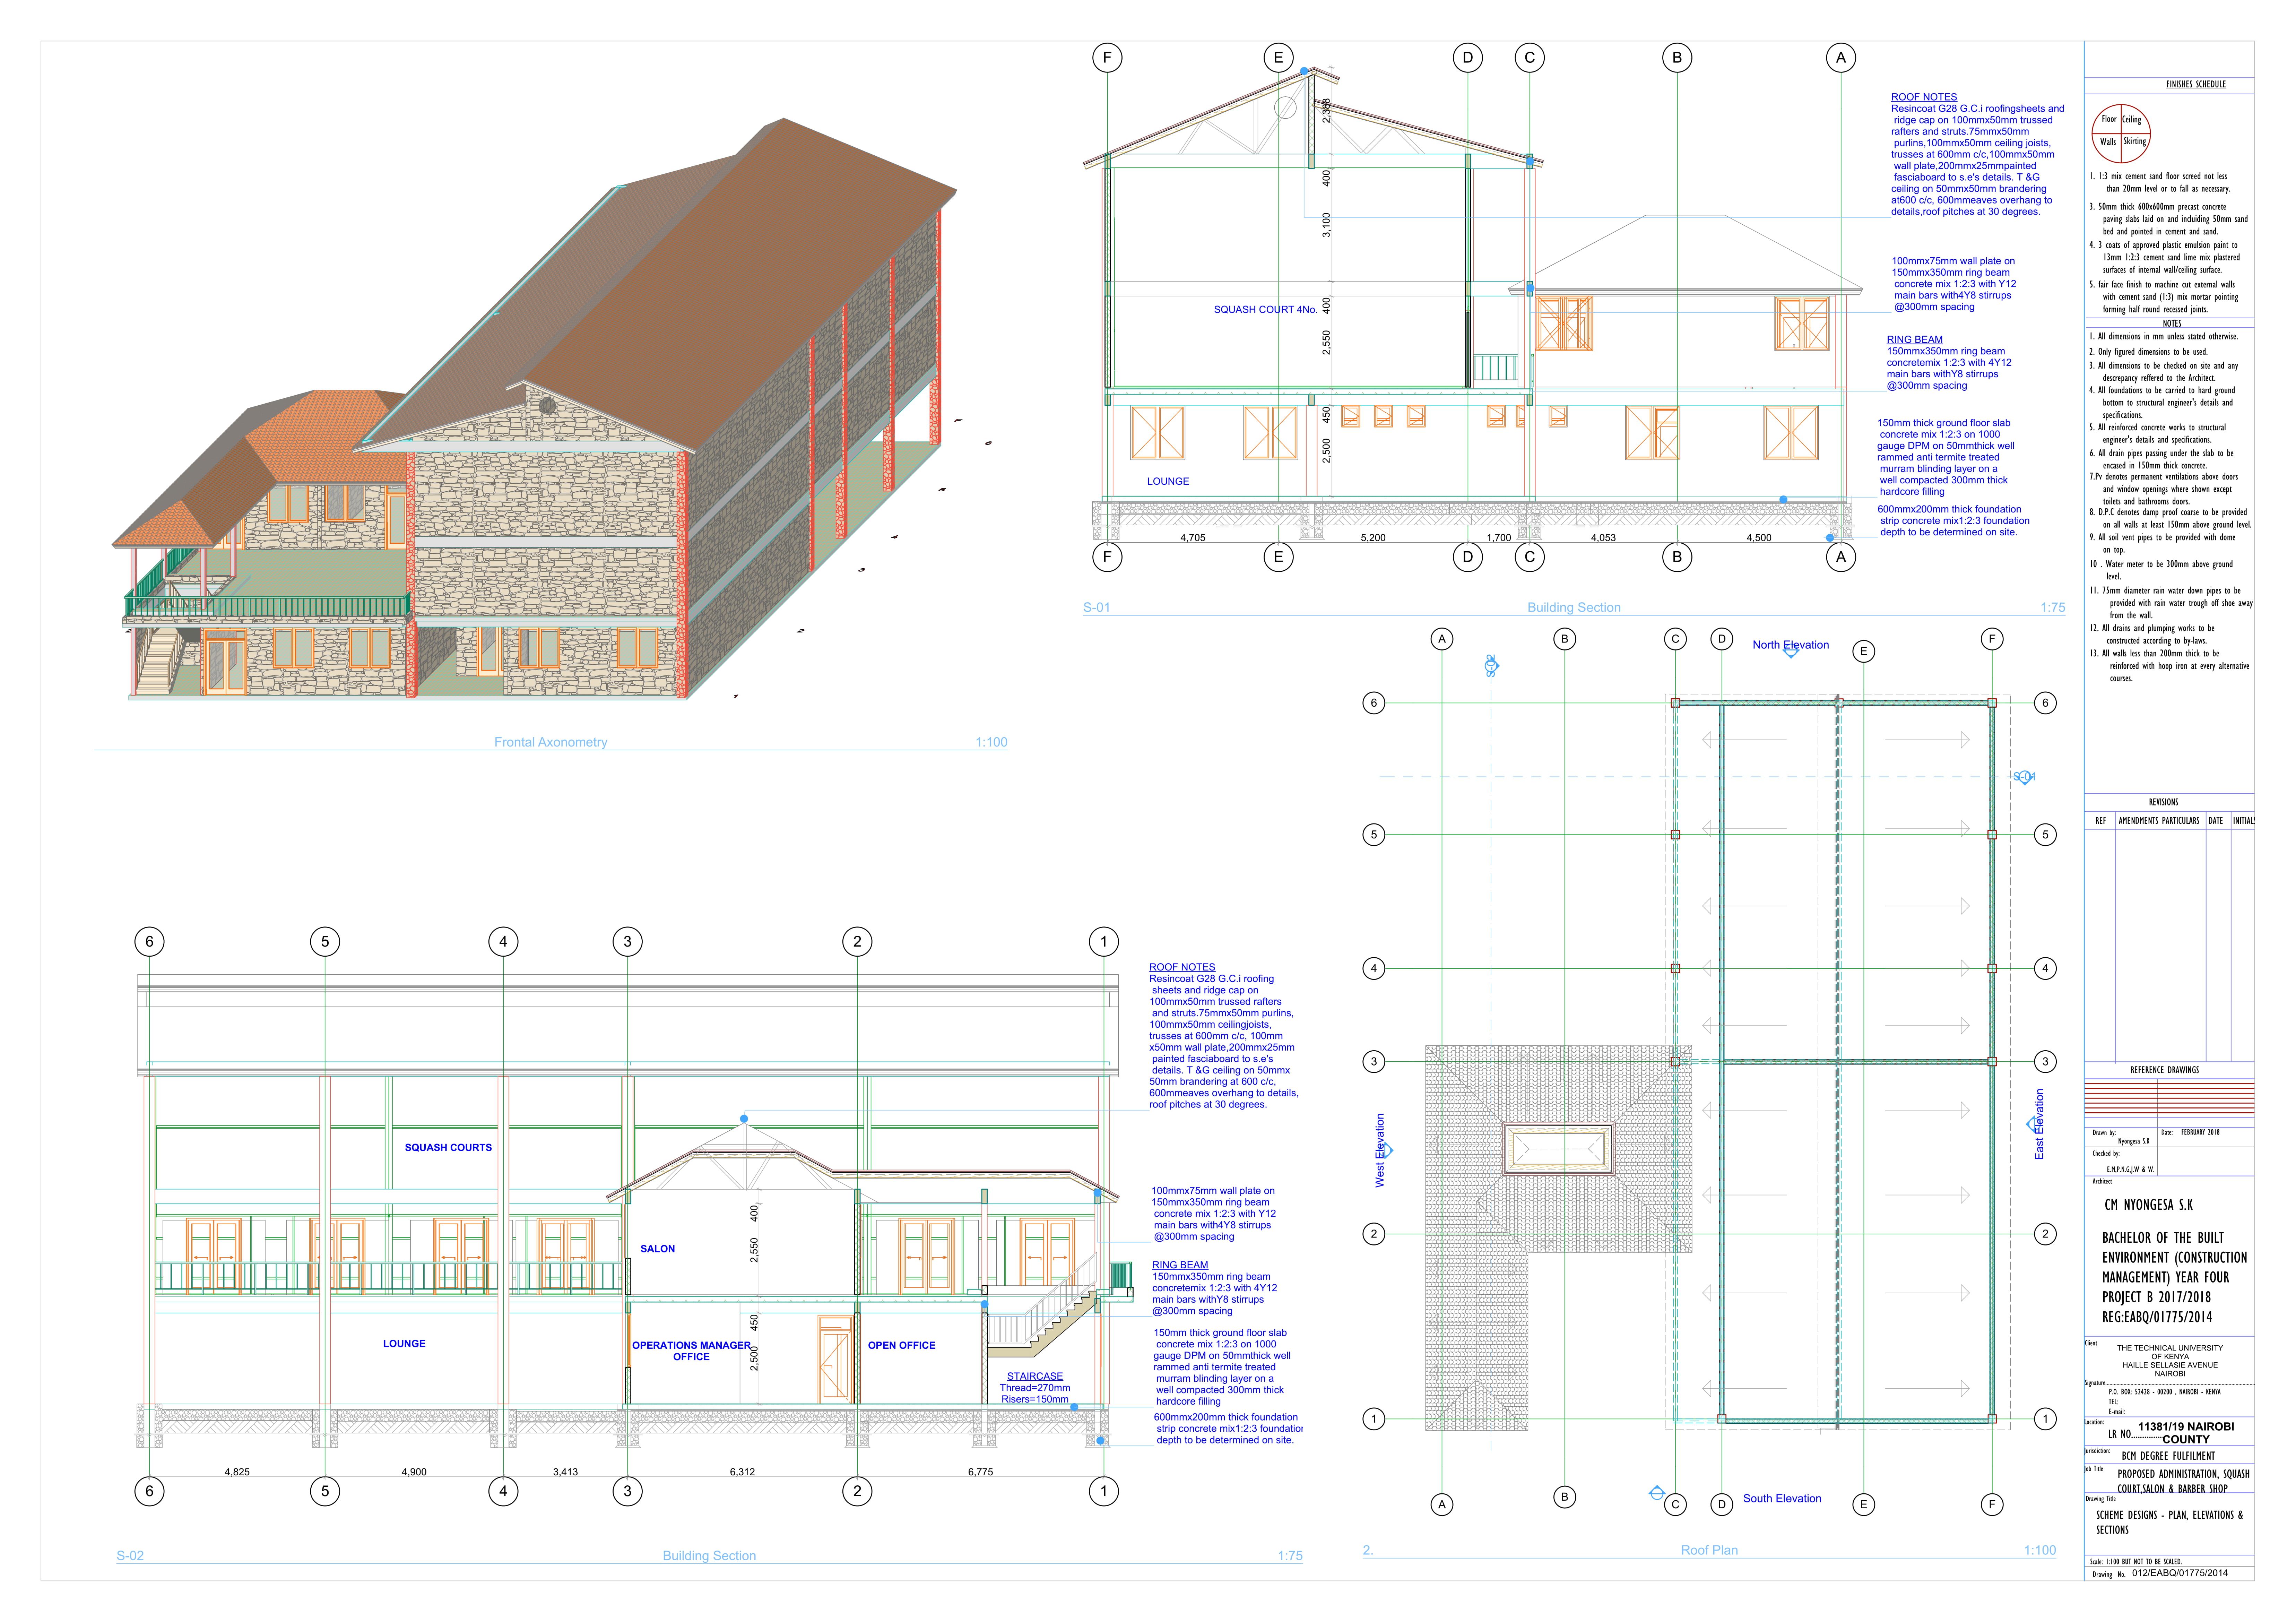 Frontal Axonometry 1:100
F E D C B A
2,388
400
3,100
400
2,550
450
2,500
SQUASH COURT 4No.
LOUNGE
4,705 5,200 1,700 4,053 4,500
F E D C B A
ROOF NOTES
Resincoat G28 G.C.i roofingsheets and
ridge cap on 100mmx50mm trussed
rafters and struts.75mmx50mm
purlins,100mmx50mm ceiling joists,
trusses at 600mm c/c,100mmx50mm
wall plate,200mmx25mmpainted
fasciaboard to s.e's details. T &G
ceiling on 50mmx50mm brandering
at600 c/c, 600mmeaves overhang to
details,roof pitches at 30 degrees.
100mmx75mm wall plate on
150mmx350mm ring beam
concrete mix 1:2:3 with Y12
main bars with4Y8 stirrups
@300mm spacing
RING BEAM
150mmx350mm ring beam
concretemix 1:2:3 with 4Y12
main bars withY8 stirrups
@300mm spacing
150mm thick ground floor slab
concrete mix 1:2:3 on 1000
gauge DPM on 50mmthick well
rammed anti termite treated
murram blinding layer on a
well compacted 300mm thick
hardcore filling
600mmx200mm thick foundation
strip concrete mix1:2:3 foundation
depth to be determined on site.
S-01 Building Section 1:75
6 5 4 3 2 1
SQUASH COURTS
LOUNGE
SALON
OPERATIONS MANAGER
OFFICE
OPEN OFFICE
400
2,550
450
2,500
STAIRCASE
Thread=270mm
Risers=150mm
4,825 4,900 3,413 6,312 6,775
6 5 4 3 2 1
ROOF NOTES
Resincoat G28 G.C.i roofing
sheets and ridge cap on
100mmx50mm trussed rafters
and struts.75mmx50mm purlins,
100mmx50mm ceilingjoists,
trusses at 600mm c/c, 100mm
x50mm wall plate,200mmx25mm
painted fasciaboard to s.e's
details. T &G ceiling on 50mmx
50mm brandering at 600 c/c,
600mmeaves overhang to details,
roof pitches at 30 degrees.
100mmx75mm wall plate on
150mmx350mm ring beam
concrete mix 1:2:3 with Y12
main bars with4Y8 stirrups
@300mm spacing
RING BEAM
150mmx350mm ring beam
concretemix 1:2:3 with 4Y12
main bars withY8 stirrups
@300mm spacing
150mm thick ground floor slab
concrete mix 1:2:3 on 1000
gauge DPM on 50mmthick well
rammed anti termite treated
murram blinding layer on a
well compacted 300mm thick
hardcore filling
600mmx200mm thick foundation
strip concrete mix1:2:3 foundation
depth to be determined on site.
S-02 Building Section 1:75
A B C D E F
North Elevation
S-02
6 6
S-01
5 5
4 4
3 3
West Elevation
East Elevation
2 2
1 1
A B C D E F
South Elevation
2. Roof Plan 1:100
FINISHES SCHEDULE
Floor Ceiling
Walls Skirting
1. 1:3 mix cement sand floor screed not less
than 20mm level or to fall as necessary.
3. 50mm thick 600x600mm precast concrete
paving slabs laid on and incluiding 50mm sand
bed and pointed in cement and sand.
4. 3 coats of approved plastic emulsion paint to
13mm 1:2:3 cement sand lime mix plastered
surfaces of internal wall/ceiling surface.
5. fair face finish to machine cut external walls
with cement sand (1:3) mix mortar pointing
forming half round recessed joints.
NOTES
1. All dimensions in mm unless stated otherwise.
2. Only figured dimensions to be used.
3. All dimensions to be checked on site and any
descrepancy reffered to the Architect.
4. All foundations to be carried to hard ground
bottom to structural engineer's details and
specifications.
5. All reinforced concrete works to structural
engineer's details and specifications.
6. All drain pipes passing under the slab to be
encased in 150mm thick concrete.
7.Pv denotes permanent ventilations above doors
and window openings where shown except
toilets and bathrooms doors.
8. D.P.C denotes damp proof coarse to be provided
on all walls at least 150mm above ground level.
9. All soil vent pipes to be provided with dome
on top.
10 . Water meter to be 300mm above ground
level.
11. 75mm diameter rain water down pipes to be
provided with rain water trough off shoe away
from the wall.
12. All drains and plumping works to be
constructed according to by-laws.
13. All walls less than 200mm thick to be
reinforced with hoop iron at every alternative
courses.
REVISIONS
REF AMENDMENTS PARTICULARS DATE INITIALS
REFERENCE DRAWINGS
Drawn by: Nyongesa S.K
Date: FEBRUARY 2018
Checked by:
E.M,P.N.G,J.W & W.
Architect
CM NYONGESA S.K
BACHELOR OF THE BUILT
ENVIRONMENT (CONSTRUCTION
MANAGEMENT) YEAR FOUR
PROJECT B 2017/2018
REG:EABQ/01775/2014
Client
THE TECHNICAL UNIVERSITY
OF KENYA
HAILLE SELLASIE AVENUE
NAIROBI
Signature
P.O. BOX: 52428 - 00200 , NAIROBI - KENYA
TEL:
E-mail:
Location:
LR NO. 11381/19 NAIROBI
COUNTY
Jurisdiction:
BCM DEGREE FULFILMENT
Job Title
PROPOSED ADMINISTRATION, SQUASH
COURT,SALON & BARBER SHOP
Drawing Title
SCHEME DESIGNS - PLAN, ELEVATIONS &
SECTIONS
Scale: 1:100 BUT NOT TO BE SCALED.
Drawing No. 012/EABQ/01775/2014